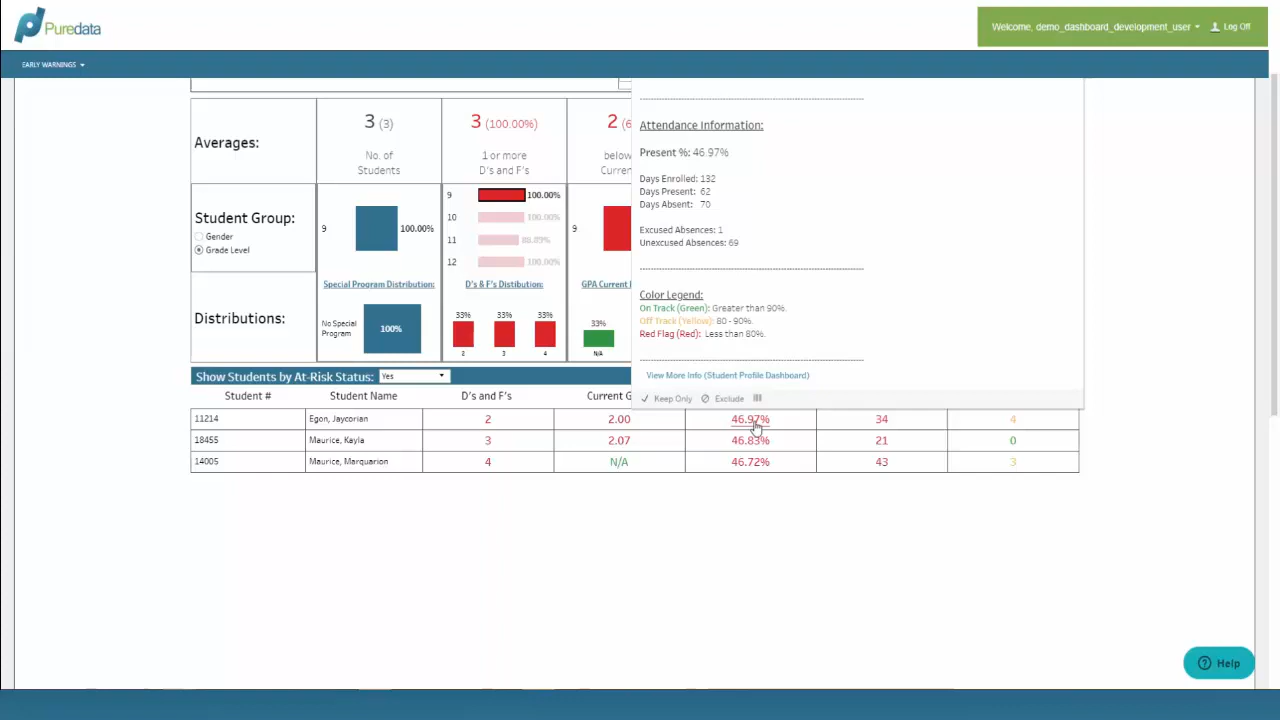 Puredata
Welcome, demo_dashboard_development_user
Log Off
EARLY WARNINGS
Averages:
3 (3)
No. of
Students
3 (100.00%)
1 or more
D's and F's
2 (6
below
Curren
Student Group:
Gender
Grade Level
9 100.00%
9 100.00%
10 100.00%
11 88.89%
12 100.00%
9
Distributions:
Special Program Distribution:
No Special
Program
100%
D's & F's Distibution:
33% 33% 33%
2 3 4
GPA Current
33%
N/A
Attendance Information:
Present %: 46.97%
Days Enrolled: 132
Days Present: 62
Days Absent: 70
Excused Absences: 1
Unexcused Absences: 69
Color Legend:
On Track (Green): Greater than 90%.
Off Track (Yellow): 80 - 90%.
Red Flag (Red): Less than 80%.
View More Info (Student Profile Dashboard)
Keep Only Exclude
Show Students by At-Risk Status: Yes
Student # Student Name D's and F's Current G
11214 Egon, Jaycorian 2 2.00 46.97% 34 4
18455 Maurice, Kayla 3 2.07 46.83% 21 0
14005 Maurice, Marquarion 4 N/A 46.72% 43 3
Help